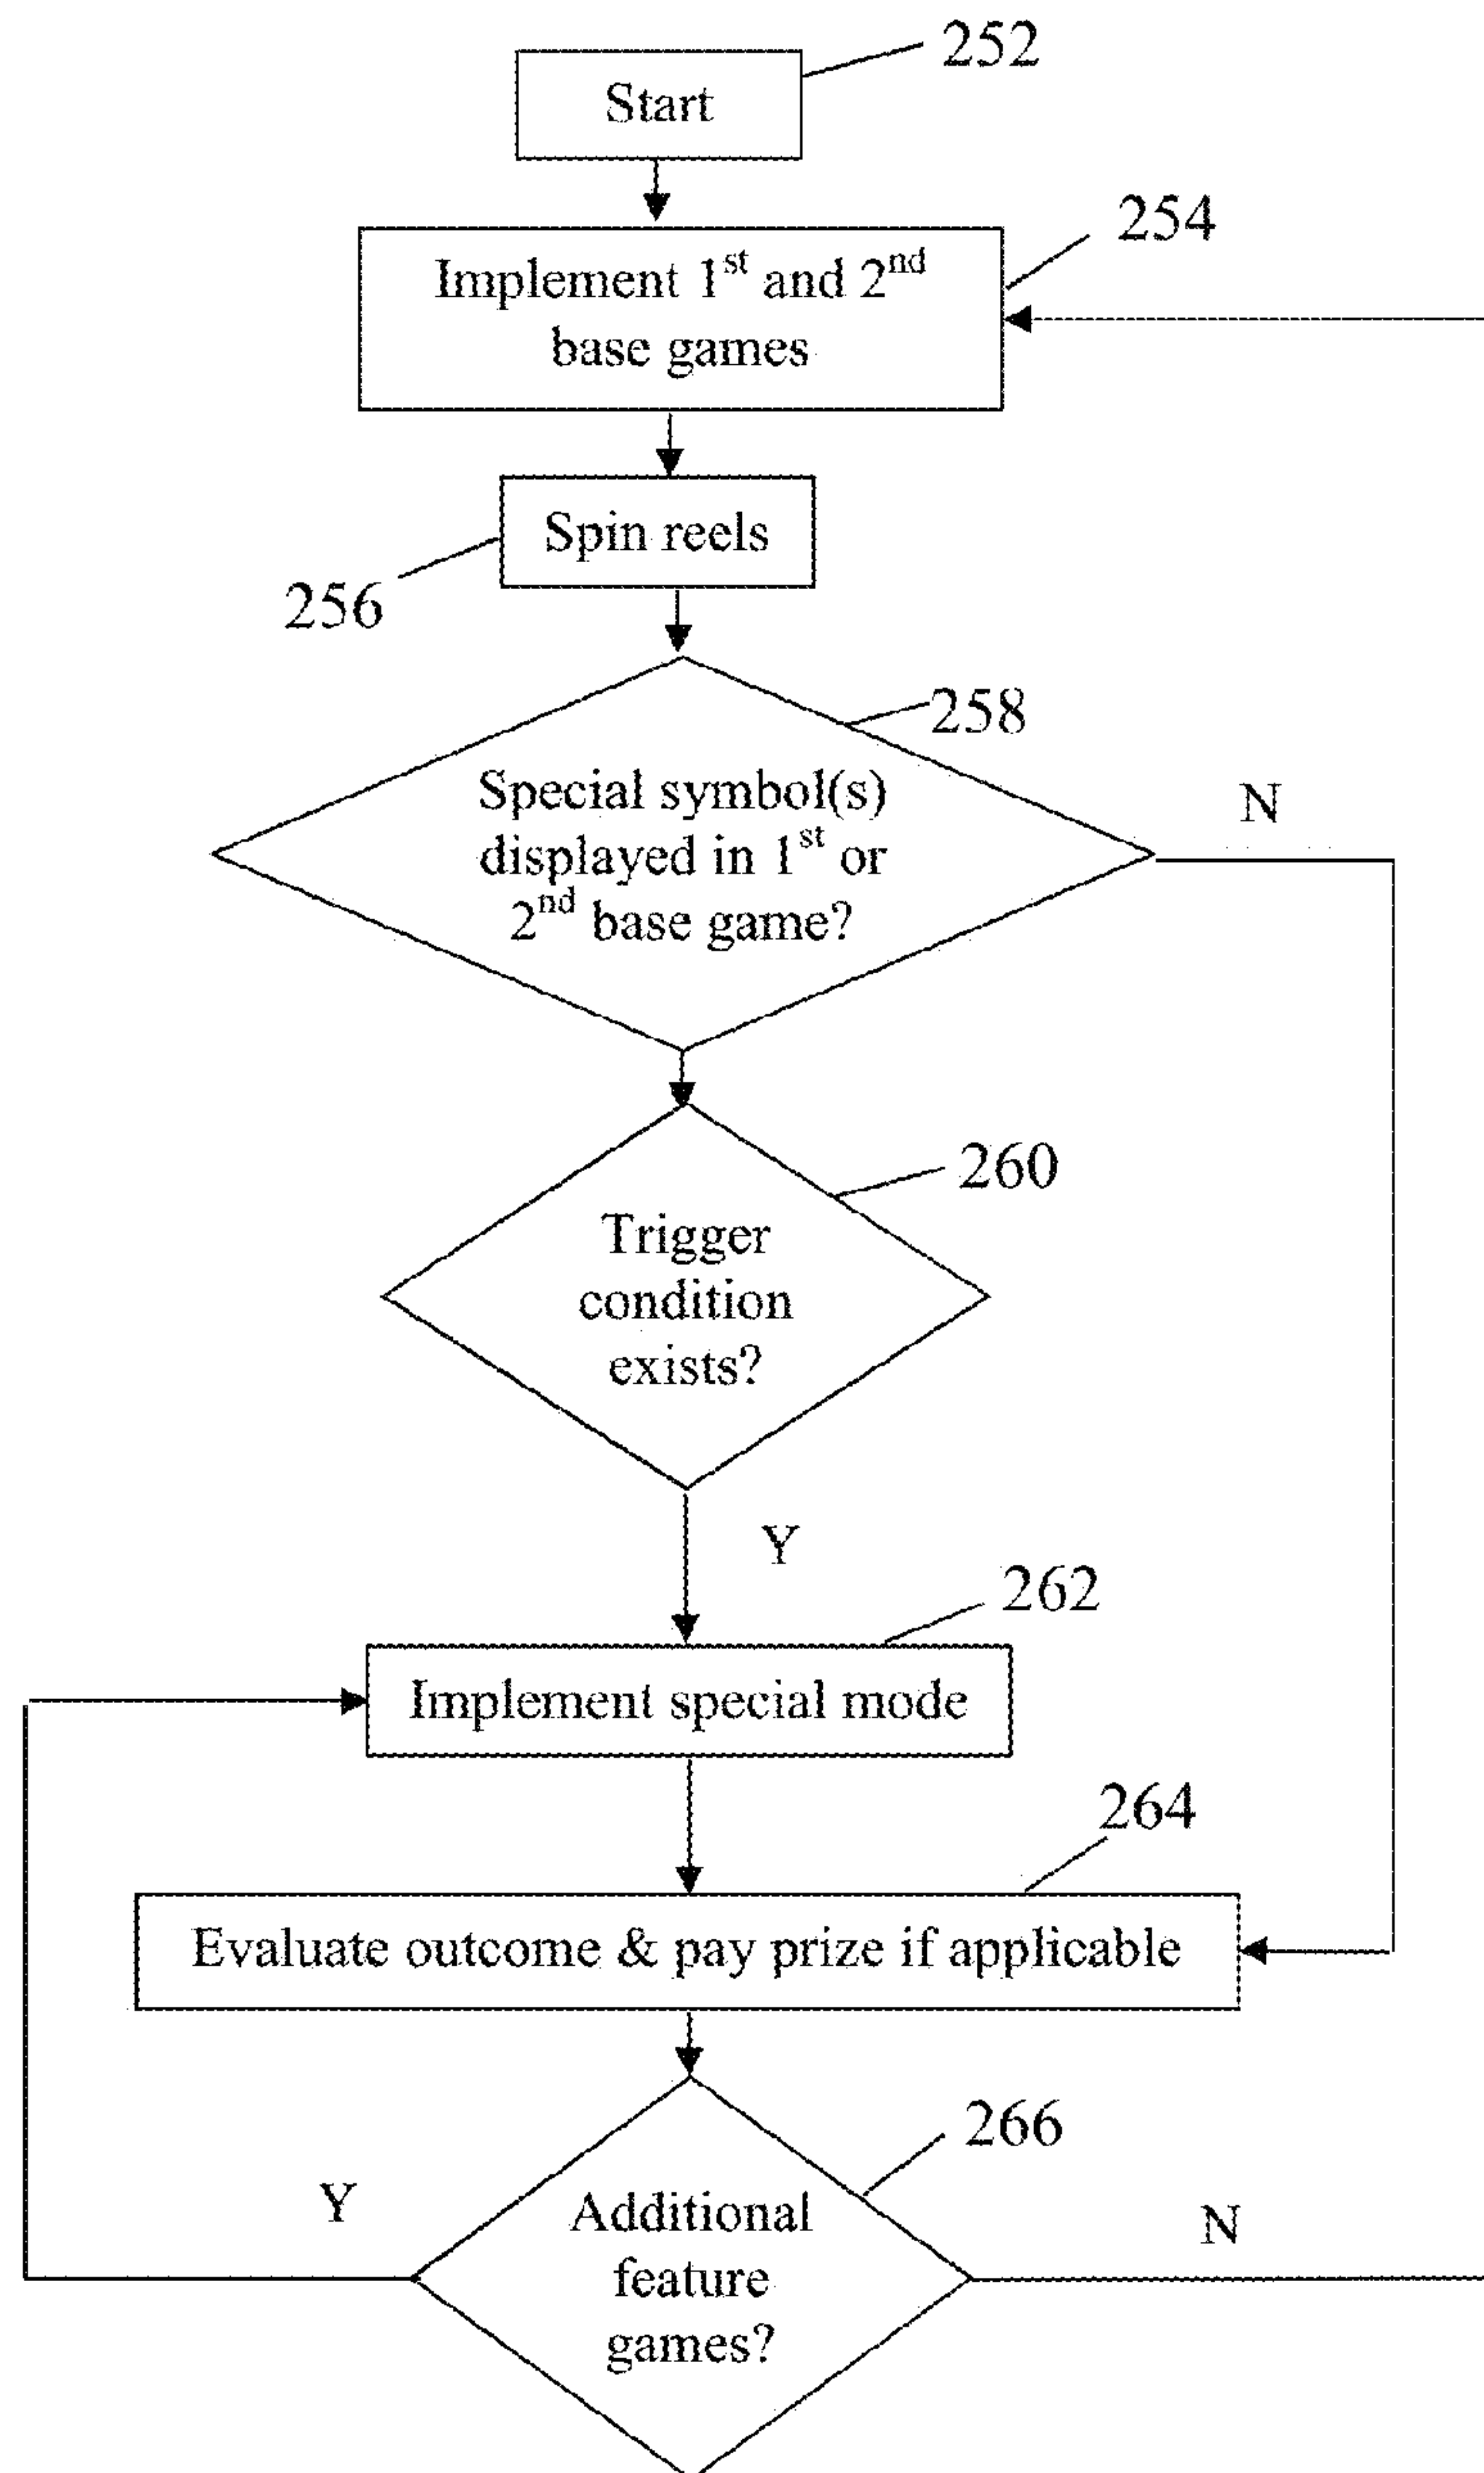 252
Start
254
Implement 1st and 2nd
base games
Spin reels
256
258
Special symbol(s)
displayed in 1st or
2nd base game?
N
260
Trigger
condition
exists?
Y
262
Implement special mode
264
Evaluate outcome & pay prize if applicable
266
Y
Additional
feature
games?
N